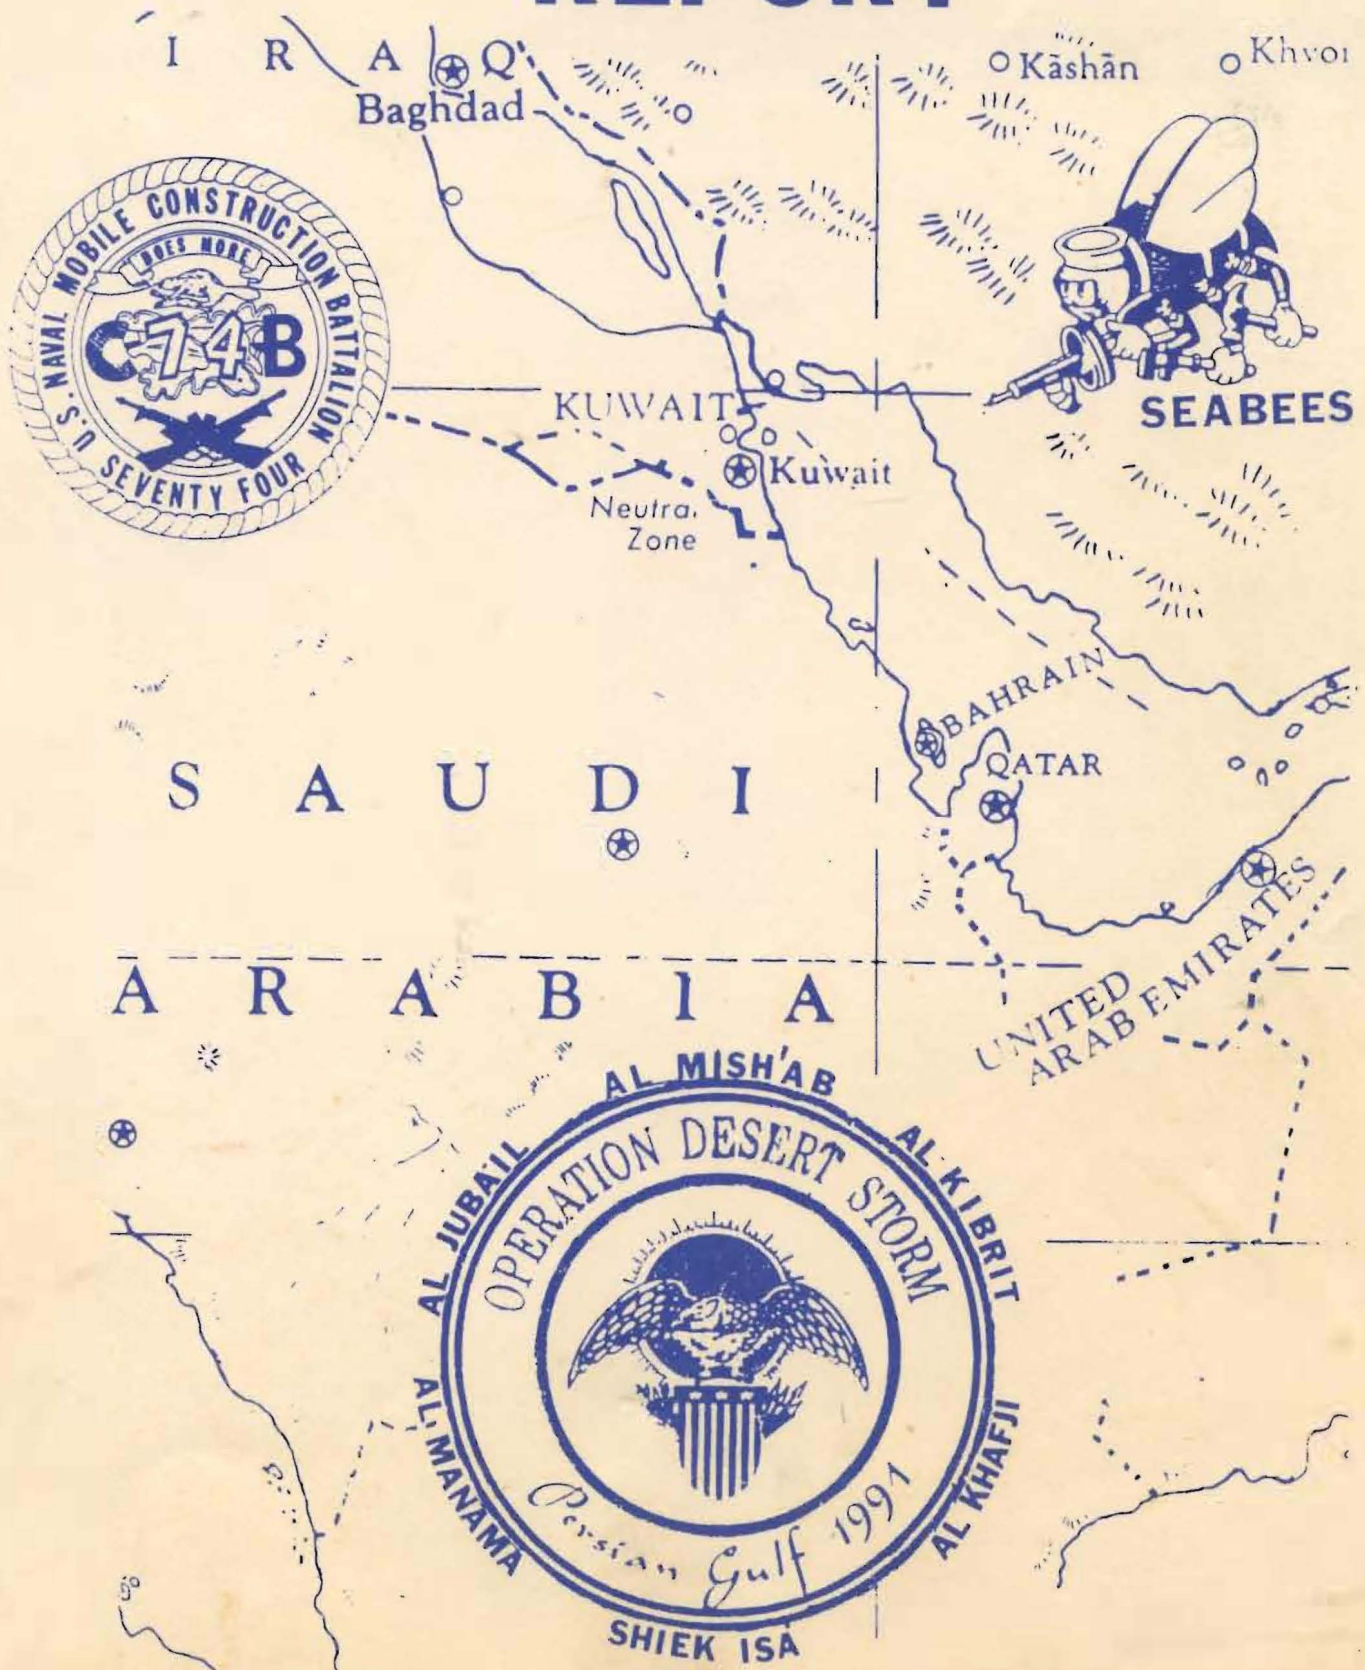 REPORT
I R A Q
Baghdad
Kāshān
U.S. NAVAL MOBILE CONSTRUCTION BATTALION
SEVENTY FOUR
DOES MORE
C 74 B
SEABEES
KUWAIT
Kuwait
Neutra.
Zone
BAHRAIN
QATAR
S A U D I
A R A B I A
UNITED
ARAB EMIRATES
AL MISH'AB
AL JUBAIL
AL KIBRIT
OPERATION DESERT STORM
Persian Gulf 1991
AL MANAMA
AL KHAFJI
SHIEK ISA